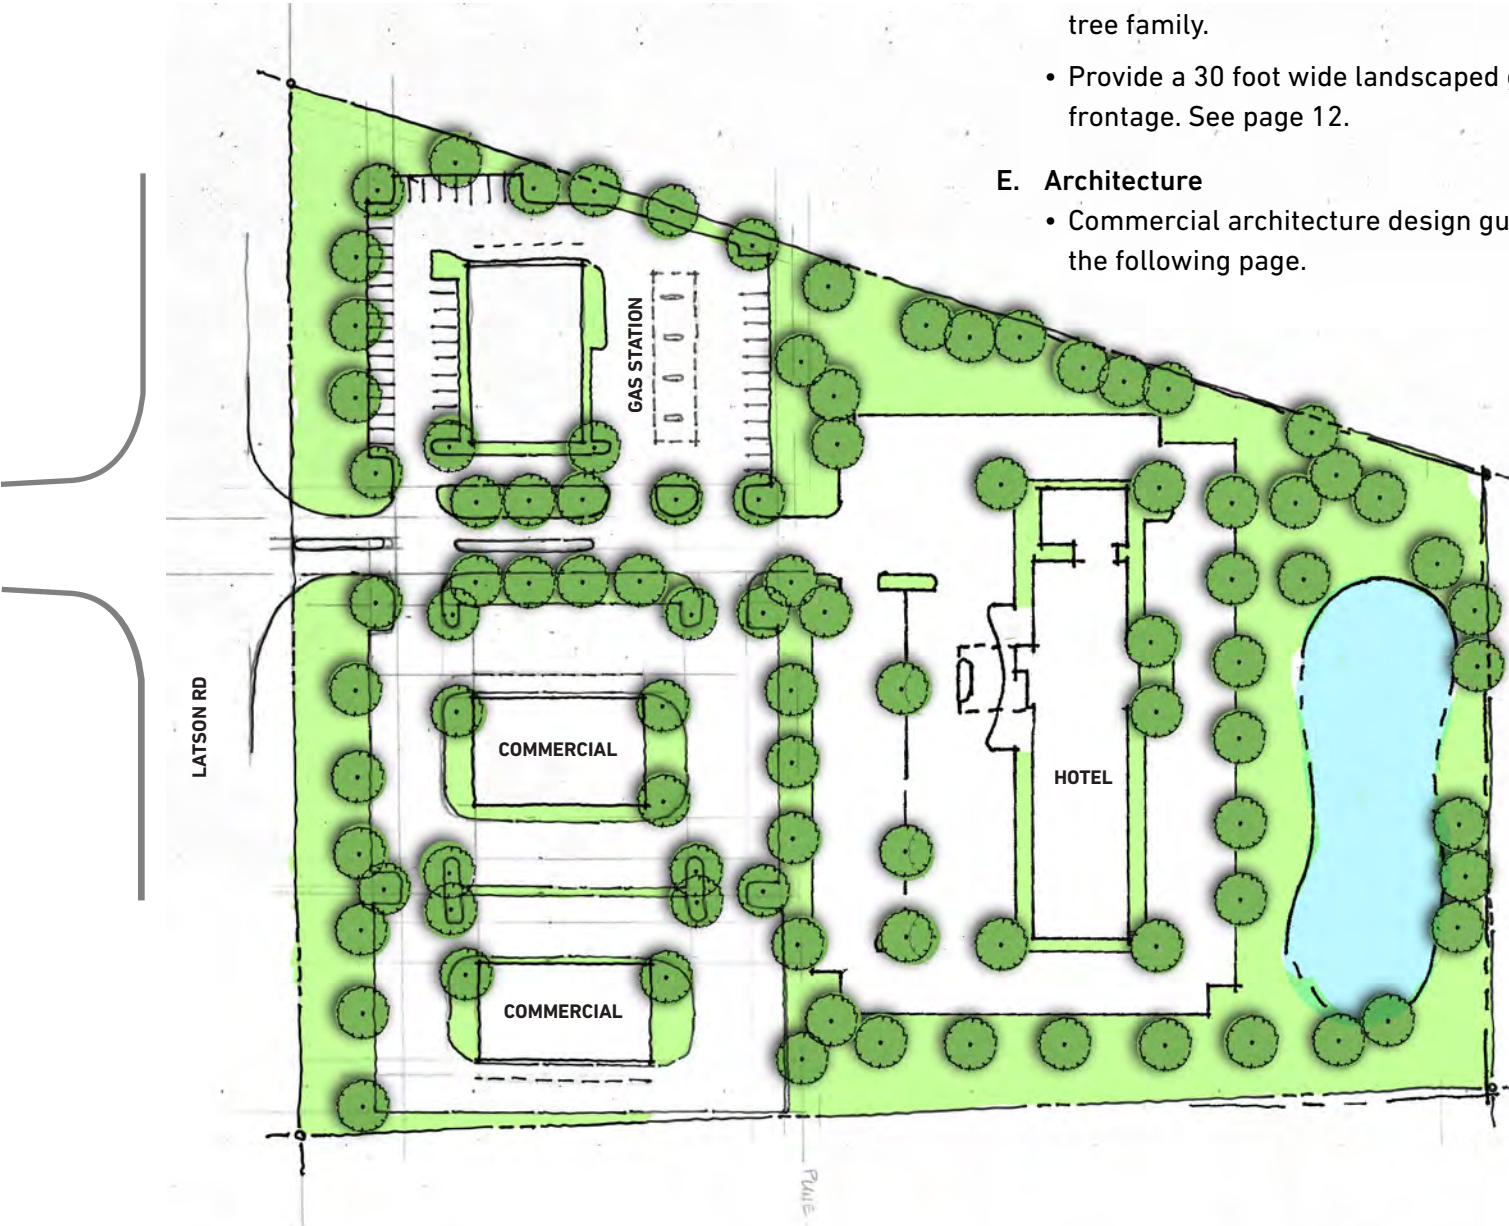 tree family.
• Provide a 30 foot wide landscaped
frontage. See page 12.
E. Architecture
• Commercial architecture design
the following page.
GAS STATION
LATSON RD
COMMERCIAL
HOTEL
COMMERCIAL